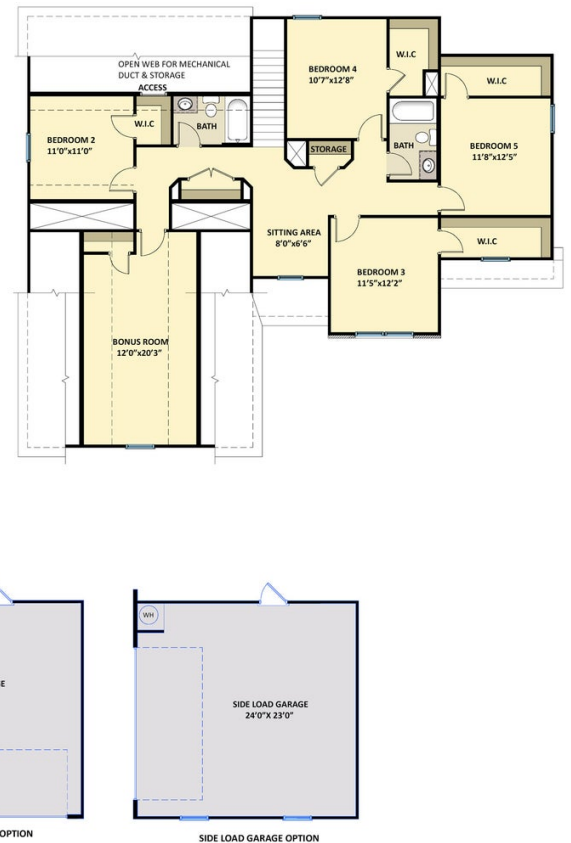 OPEN WEB FOR MECHANICAL
DUCT & STORAGE
ACCESS
BEDROOM 4
10'7"x12'8"
W.I.C
W.I.C
BEDROOM 2
11'0"x11'0"
W.I.C
BATH
STORAGE
BATH
BEDROOM 5
11'8"x12'5"
SITTING AREA
8'0"x6'6"
W.I.C
BEDROOM 3
11'5"x12'2"
BONUS ROOM
12'0"x20'3"
WH
E
SIDE LOAD GARAGE
24'0"X 23'0"
OPTION
SIDE LOAD GARAGE OPTION